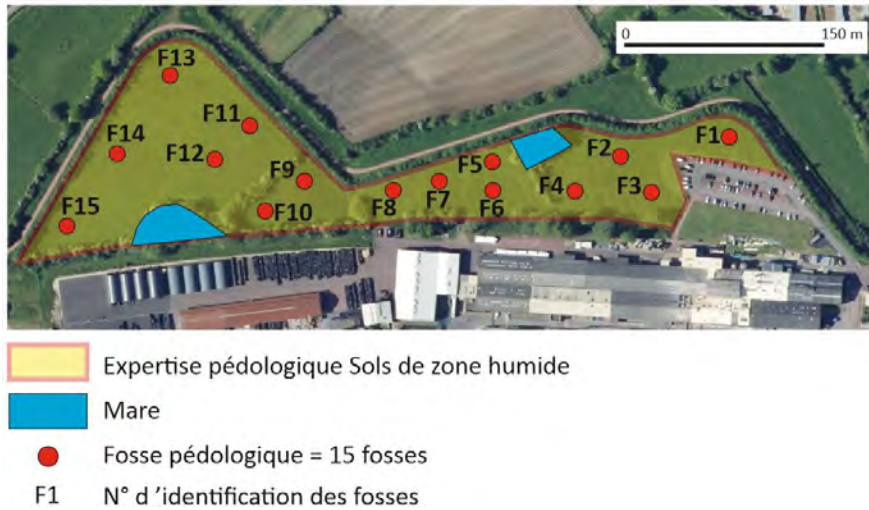 0 150 m
F13
F11
F1
F14
F12
F5
F2
F9
F8
F7
F6
F4
F3
F15
F10
Expertise pédologique Sols de zone humide
Mare
Fosse pédologique = 15 fosses
F1 N° d ’identification des fosses